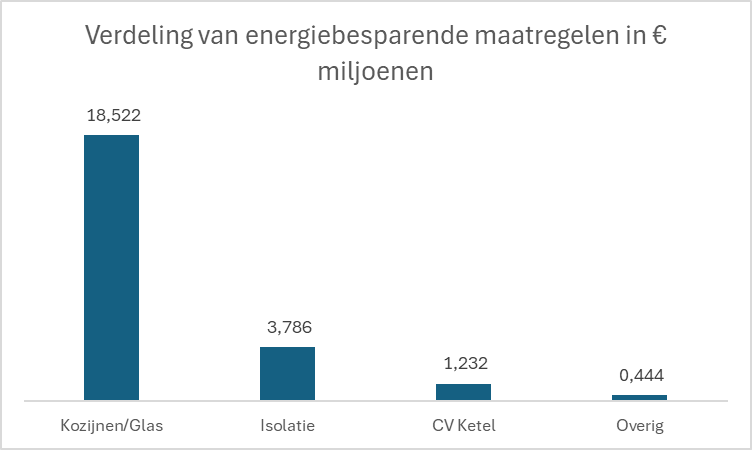 Verdeling van energiebesparende maatregelen in €
miljoenen
18,522
3,786
1,232
0,444
Kozijnen/Glas
Isolatie
CV Ketel
Overig